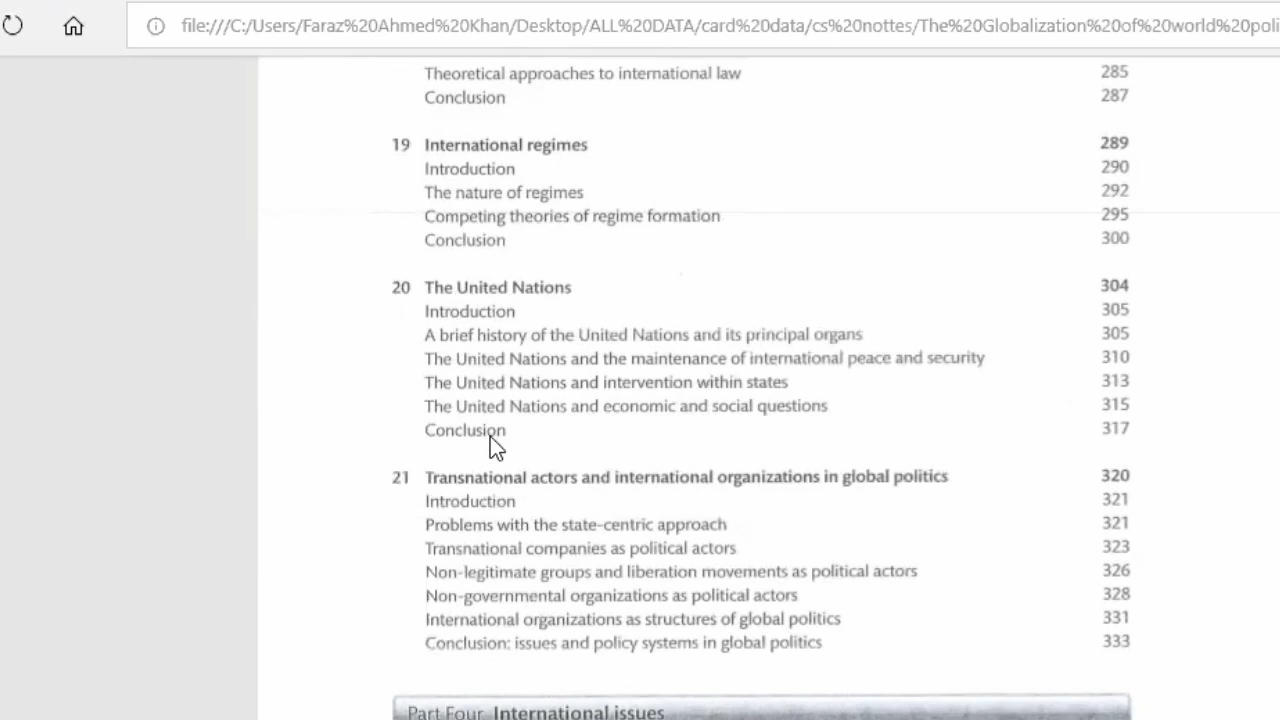 file:///C:/Users/Faraz%20Ahmed%20Khan/Desktop/ALL%20DATA/card%20data/cs%20nottes/The%20Globalization%20of%20world%20poli
Theoretical approaches to international law 285
Conclusion 287
19 International regimes 289
Introduction 290
The nature of regimes 292
Competing theories of regime formation 295
Conclusion 300
20 The United Nations 304
Introduction 305
A brief history of the United Nations and its principal organs 305
The United Nations and the maintenance of international peace and security 310
The United Nations and intervention within states 313
The United Nations and economic and social questions 315
Conclusion 317
21 Transnational actors and international organizations in global politics 320
Introduction 321
Problems with the state-centric approach 321
Transnational companies as political actors 323
Non-legitimate groups and liberation movements as political actors 326
Non-governmental organizations as political actors 328
International organizations as structures of global politics 331
Conclusion: issues and policy systems in global politics 333
Part Four International issues